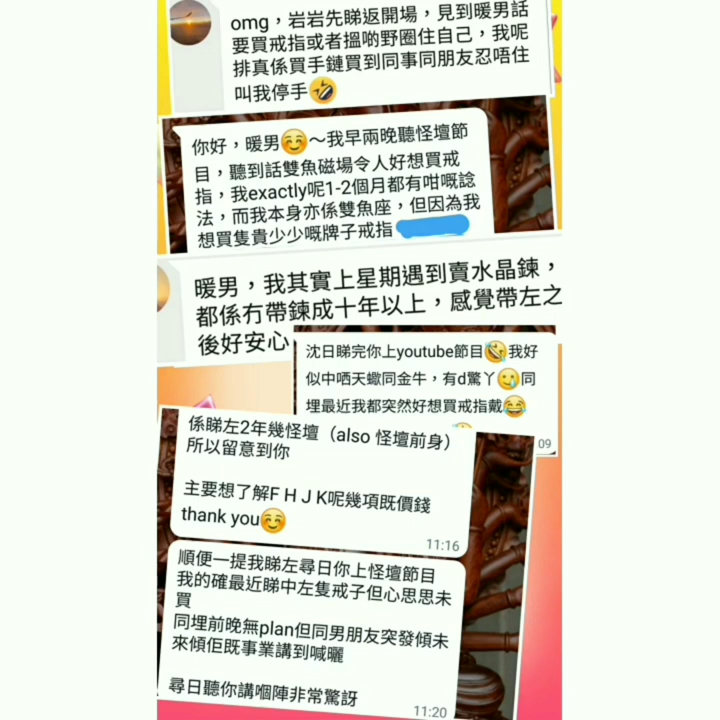 omg，岩岩先睇返開場，見到暖男話
要買戒指或者搵啲野圈住自己，我呢
排真係買手鏈買到同事同朋友忍唔住
叫我停手🤣
你好，暖男☺️～我早兩晚聽怪壇節
目，聽到話雙魚磁場令人好想買戒
指，我exactly呢1-2個月都有咁嘅諗
法，而我本身亦係雙魚座，但因為我
想買隻貴少少嘅牌子戒指
暖男，我其實上星期遇到賣水晶鍊，
都係冇帶鍊成十年以上，感覺帶左之
後好安心
沈日睇完你上youtube節目🤣我好
似中哂天蠍同金牛，有d驚丫🥲同
埋最近我都突然好想買戒指戴😂
09
係睇左2年幾怪壇（also 怪壇前身）
所以留意到你
主要想了解F H J K呢幾項既價錢
thank you☺️
11:16
順便一提我睇左尋日你上怪壇節目
我的確最近睇中左隻戒子但心思思未
買
同埋前晚無plan但同男朋友突發傾未
來傾佢既事業講到喊曬
尋日聽你講嗰陣非常驚訝
11:20